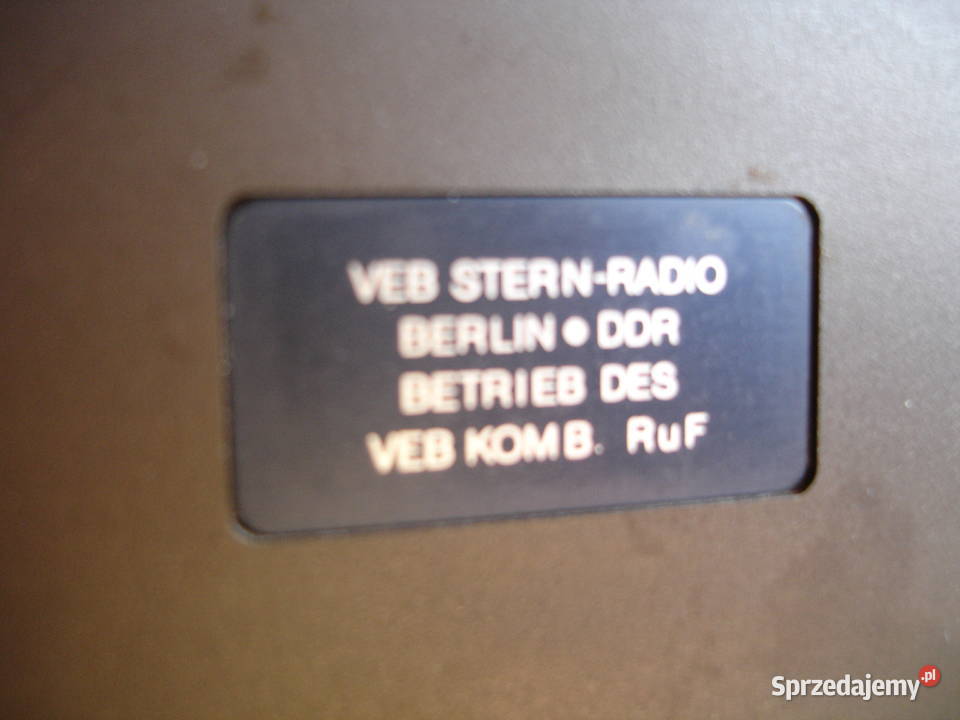 VEB STERN-RADIO
BERLIN ● DDR
BETRIEB DES
VEB KOMB. RuF
Sprzedajemy.pl